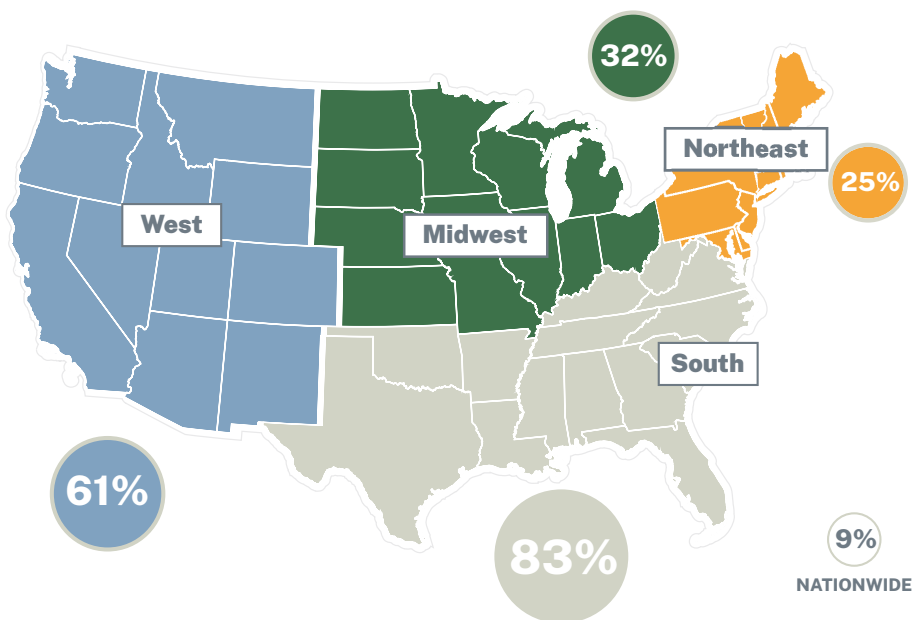 32%
Northeast
25%
West
Midwest
South
61%
83%
9%
NATIONWIDE